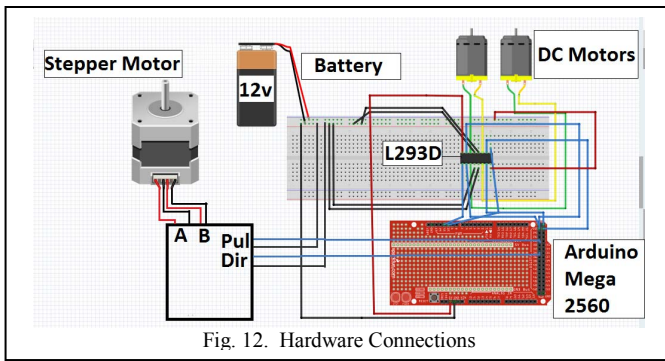 Stepper Motor
12v
Battery
DC Motors
L293D
A B
Pul
Dir
Arduino
Mega
2560
Fig. 12. Hardware Connections